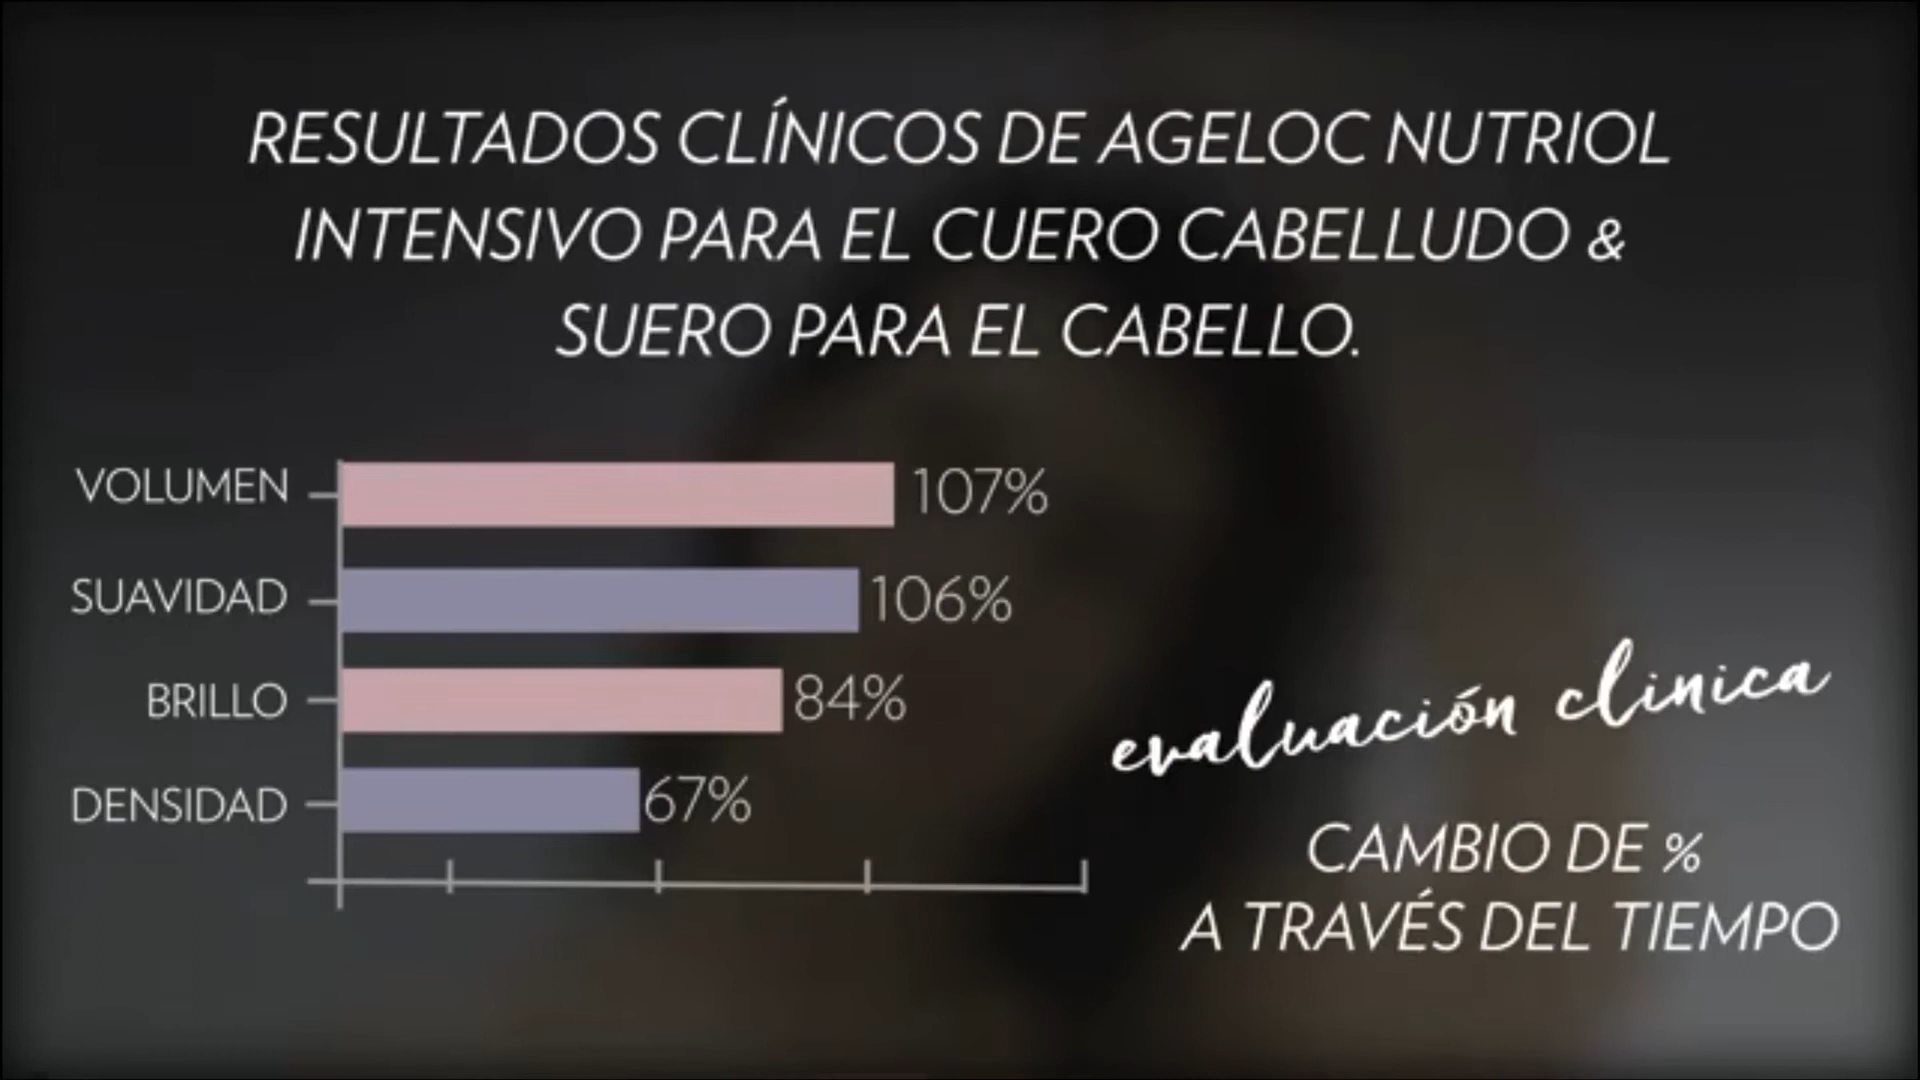 RESULTADOS CLÍNICOS DE AGELOC NUTRIOL
INTENSIVO PARA EL CUERO CABELLUDO &
SUERO PARA EL CABELLO.
VOLUMEN 107%
SUAVIDAD 106%
BRILLO 84%
DENSIDAD 67%
evaluación clinica
CAMBIO DE %
A TRAVÉS DEL TIEMPO